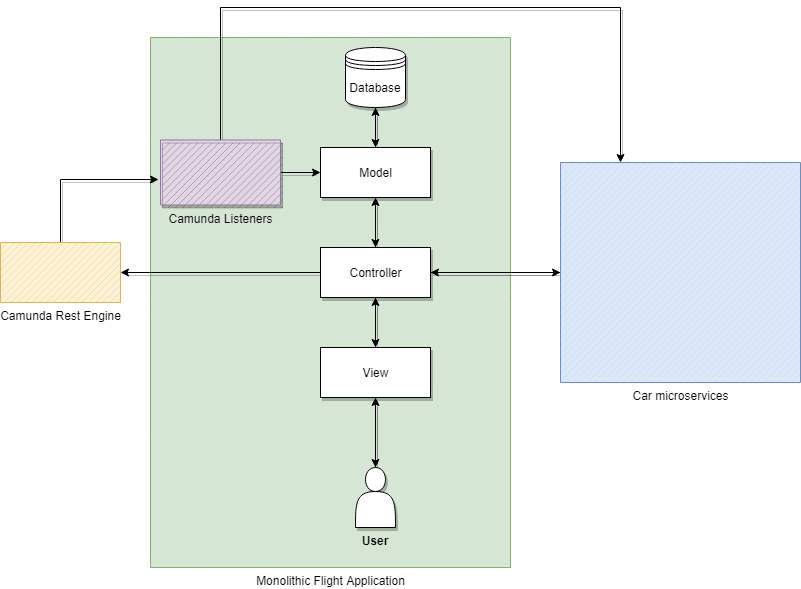 Database
Model
Camunda Listeners
Controller
Camunda Rest Engine
View
Car microservices
User
Monolithic Flight Application